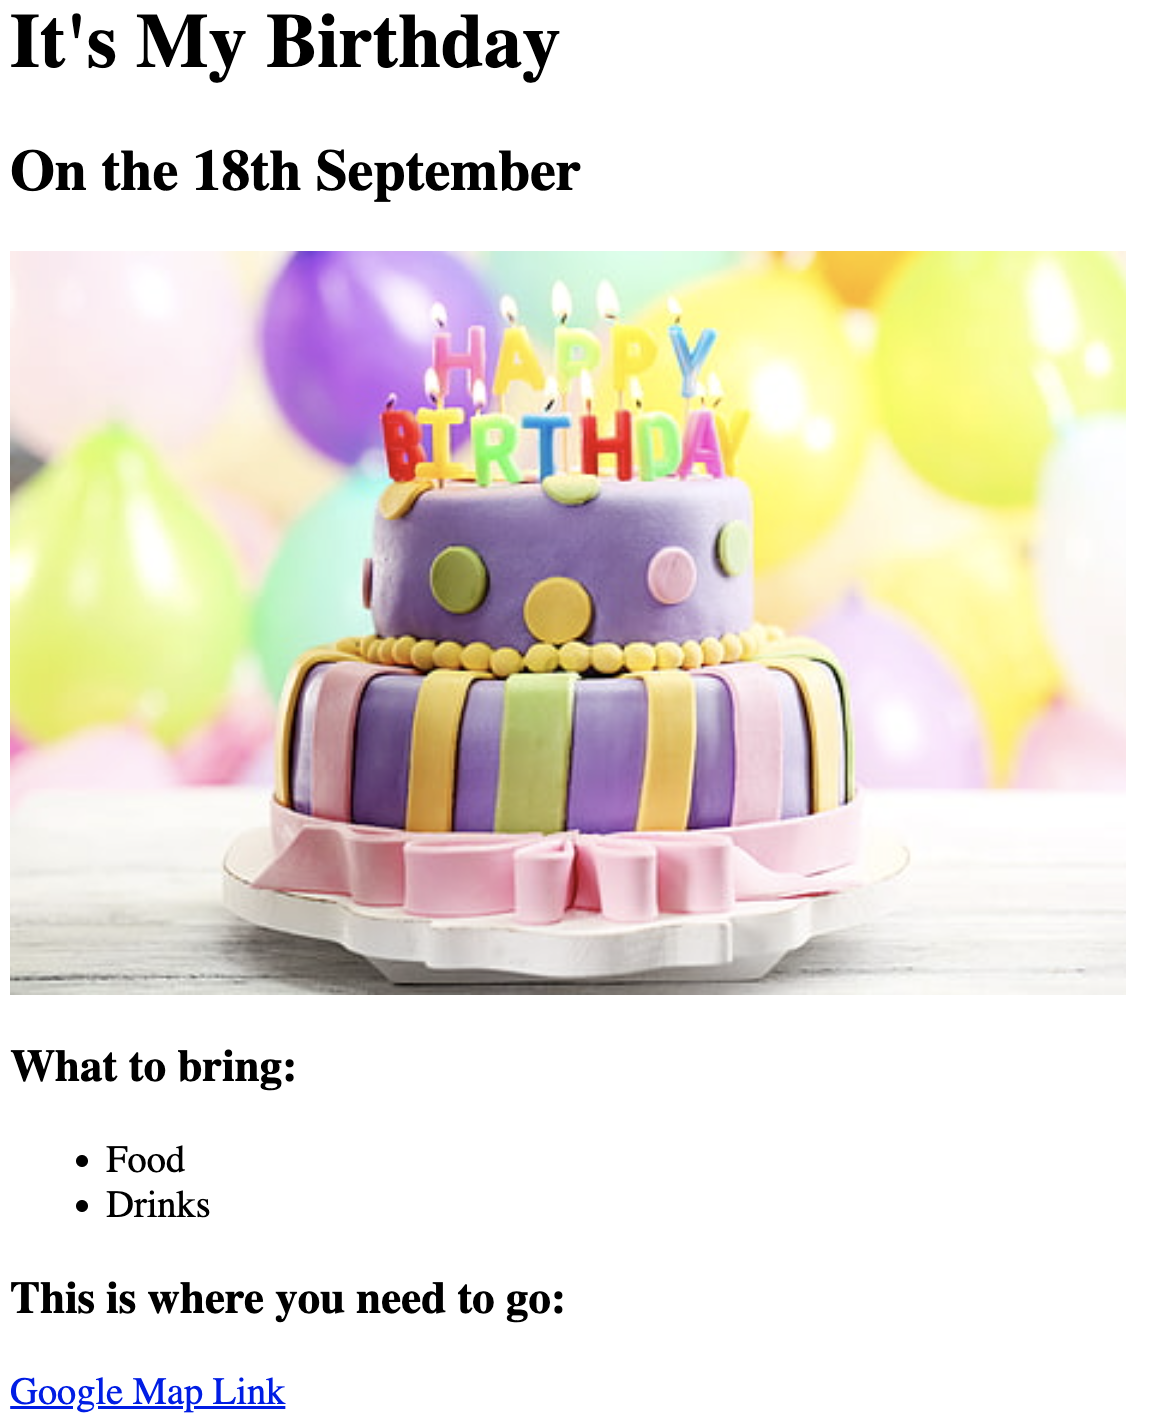 It's My Birthday
On the 18th September
HAPPY
BIRTHDAY
What to bring:
• Food
• Drinks
This is where you need to go:
Google Map Link